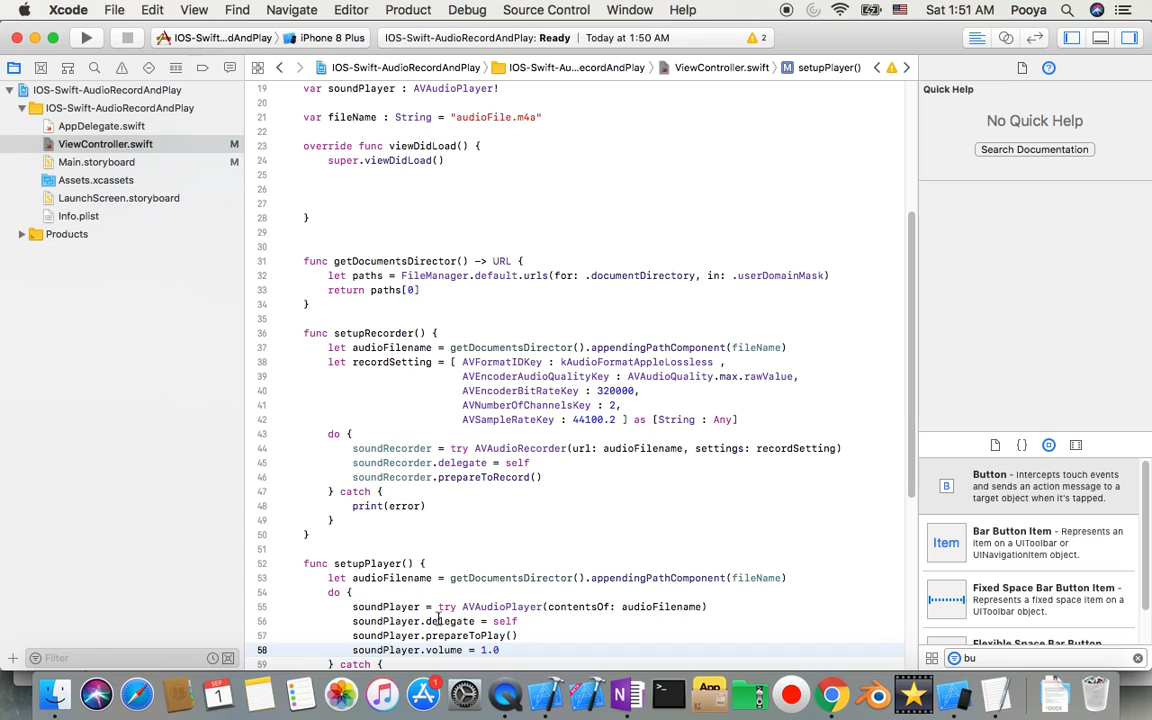 Xcode File Edit View Find Navigate Editor Product Debug Source Control Window Help Sat 1:51 AM Pooya
IOS-Swift...dAndPlay iPhone 8 Plus IOS-Swift-AudioRecordAndPlay: Ready Today at 1:50 AM 2
IOS-Swift-AudioRecordAndPlay IOS-Swift-Au...ecordAndPlay ViewController.swift M setupPlayer()
IOS-Swift-AudioRecordAndPlay
IOS-Swift-AudioRecordAndPlay
AppDelegate.swift
ViewController.swift M
Main.storyboard M
Assets.xcassets
LaunchScreen.storyboard
Info.plist
Products
Filter
19 var soundPlayer : AVAudioPlayer!
20
21 var fileName : String = "audioFile.m4a"
22
23 override func viewDidLoad() {
24 super.viewDidLoad()
25
26
27
28 }
29
30
31 func getDocumentsDirector() -> URL {
32 let paths = FileManager.default.urls(for: .documentDirectory, in: .userDomainMask)
33 return paths[0]
34 }
35
36 func setupRecorder() {
37 let audioFilename = getDocumentsDirector().appendingPathComponent(fileName)
38 let recordSetting = [ AVFormatIDKey : kAudioFormatAppleLossless ,
39 AVEncoderAudioQualityKey : AVAudioQuality.max.rawValue,
40 AVEncoderBitRateKey : 320000,
41 AVNumberOfChannelsKey : 2,
42 AVSampleRateKey : 44100.2 ] as [String : Any]
43 do {
44 soundRecorder = try AVAudioRecorder(url: audioFilename, settings: recordSetting)
45 soundRecorder.delegate = self
46 soundRecorder.prepareToRecord()
47 } catch {
48 print(error)
49 }
50 }
51
52 func setupPlayer() {
53 let audioFilename = getDocumentsDirector().appendingPathComponent(fileName)
54 do {
55 soundPlayer = try AVAudioPlayer(contentsOf: audioFilename)
56 soundPlayer.delegate = self
57 soundPlayer.prepareToPlay()
58 soundPlayer.volume = 1.0
59 } catch {
Quick Help
No Quick Help
Search Documentation
B
Button - Intercepts touch events
and sends an action message to a
target object when it's tapped.
Item
Bar Button Item - Represents an
item on a UIToolbar or
UINavigationItem object.
Fixed Space Bar Button Item -
Represents a fixed space item on a
UIToolbar object.
Flexible Space Bar Button Item -
bu
SEP
1
1
N
App
DOCX